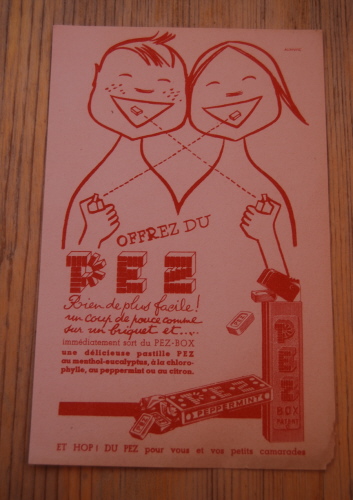 OFFREZ DU
PEZ
Rien de plus facile!
un coup de pouce comme
sur un briquet et.....
immédiatement sort du PEZ-BOX
une délicieuse pastille PEZ
au menthol-eucalyptus, à la chloro-
phylle, au peppermint ou au citron.
PEZ
PEPPERMINT
PEZ
BOX
ET HOP! DU PEZ pour vous et vos petits camarades